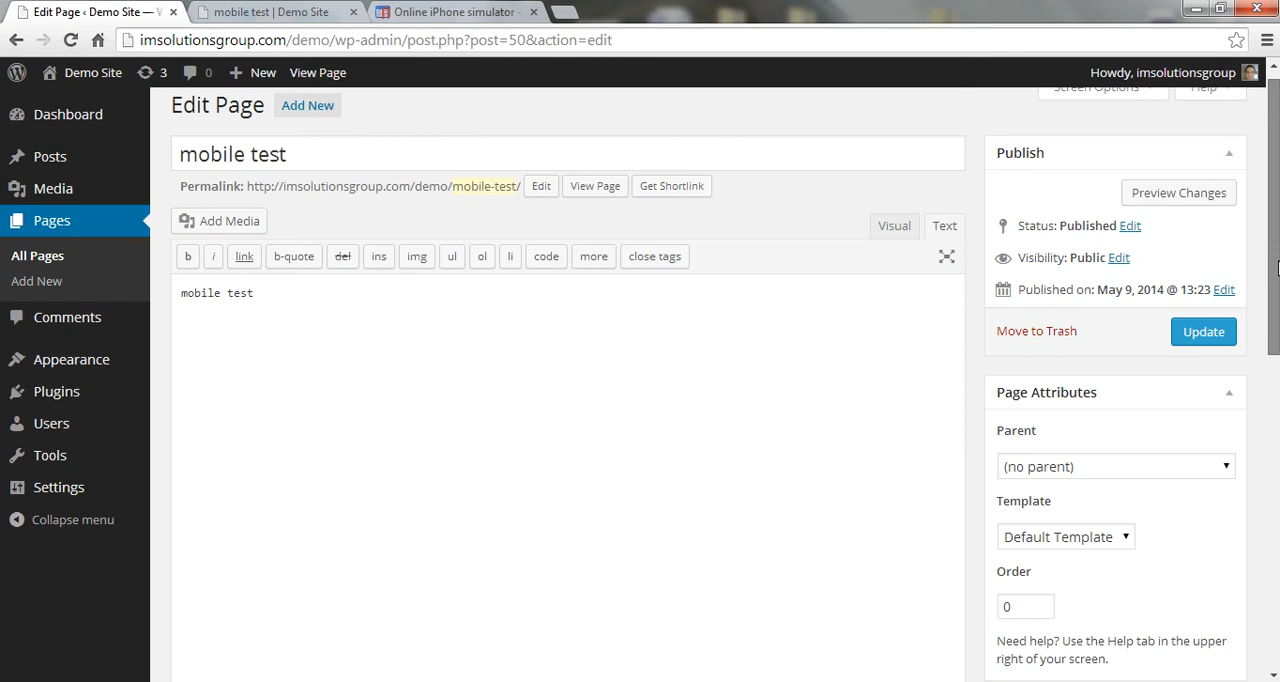 Edit Page ‹ Demo Site — W
mobile test | Demo Site
Online iPhone simulator -
imsolutionsgroup.com/demo/wp-admin/post.php?post=50&action=edit
Demo Site
3
0
New
View Page
Howdy, imsolutionsgroup
Screen Options
Help
Edit Page
Add New
mobile test
Permalink: http://imsolutionsgroup.com/demo/mobile-test/
Edit
View Page
Get Shortlink
Add Media
Visual
Text
b
i
link
b-quote
del
ins
img
ul
ol
li
code
more
close tags
mobile test
Dashboard
Posts
Media
Pages
All Pages
Add New
Comments
Appearance
Plugins
Users
Tools
Settings
Collapse menu
Publish
Preview Changes
Status: Published Edit
Visibility: Public Edit
Published on: May 9, 2014 @ 13:23 Edit
Move to Trash
Update
Page Attributes
Parent
(no parent)
Template
Default Template
Order
0
Need help? Use the Help tab in the upper
right of your screen.